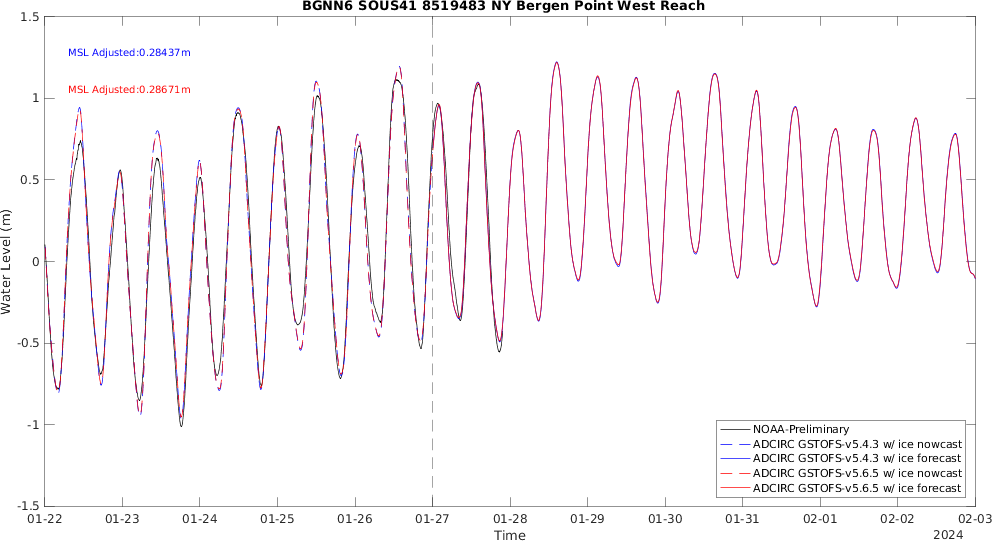 BGNN6 SOUS41 8519483 NY Bergen Point West Reach
1.5
1
0.5
0
-0.5
-1
-1.5
Water Level (m)
MSL Adjusted:0.28437m
MSL Adjusted:0.28671m
NOAA-Preliminary
ADCIRC GSTOFS-v5.4.3 w/ ice nowcast
ADCIRC GSTOFS-v5.4.3 w/ ice forecast
ADCIRC GSTOFS-v5.6.5 w/ ice nowcast
ADCIRC GSTOFS-v5.6.5 w/ ice forecast
01-22 01-23 01-24 01-25 01-26 01-27 01-28 01-29 01-30 01-31 02-01 02-02 02-03
Time
2024